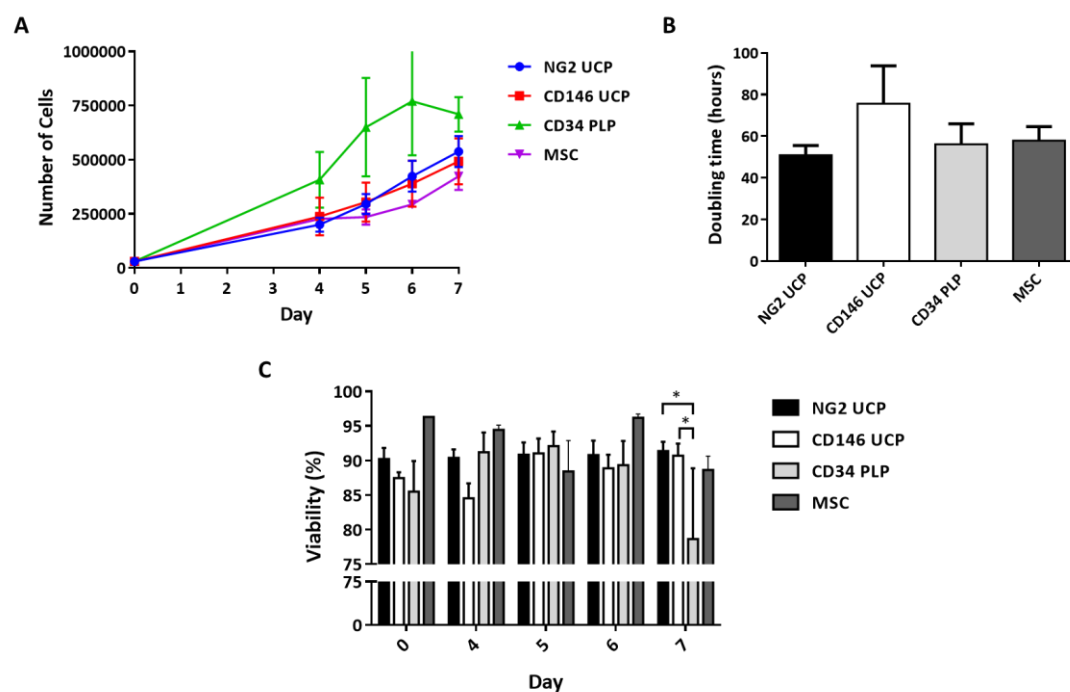 A
Number of Cells
1000000
750000
500000
250000
0
0 1 2 3 4 5 6 7
Day
NG2 UCP
CD146 UCP
CD34 PLP
MSC
B
Doubling time (hours)
100
80
60
40
20
0
NG2 UCP
CD146 UCP
CD34 PLP
MSC
C
Viability (%)
100
95
90
85
80
75
75
0
* 
*
0 4 5 6 7
Day
NG2 UCP
CD146 UCP
CD34 PLP
MSC